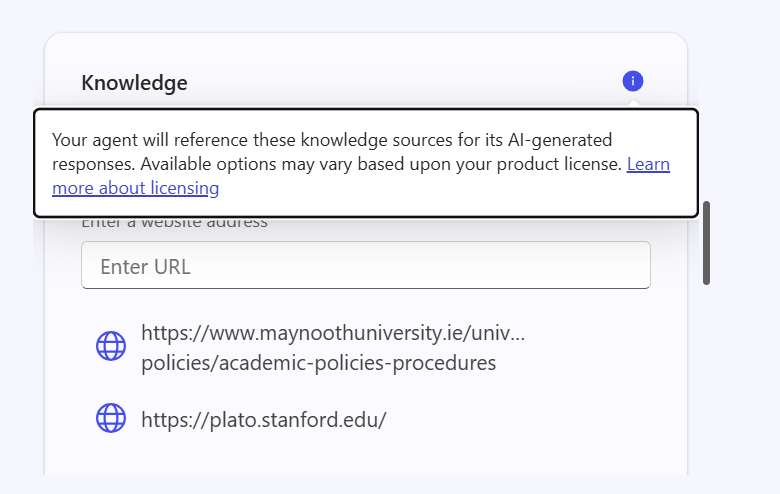 Knowledge
Your agent will reference these knowledge sources for its AI-generated
responses. Available options may vary based upon your product license. Learn
more about licensing
Enter a website address
Enter URL
https://www.maynoothuniversity.ie/univ...
policies/academic-policies-procedures
https://plato.stanford.edu/